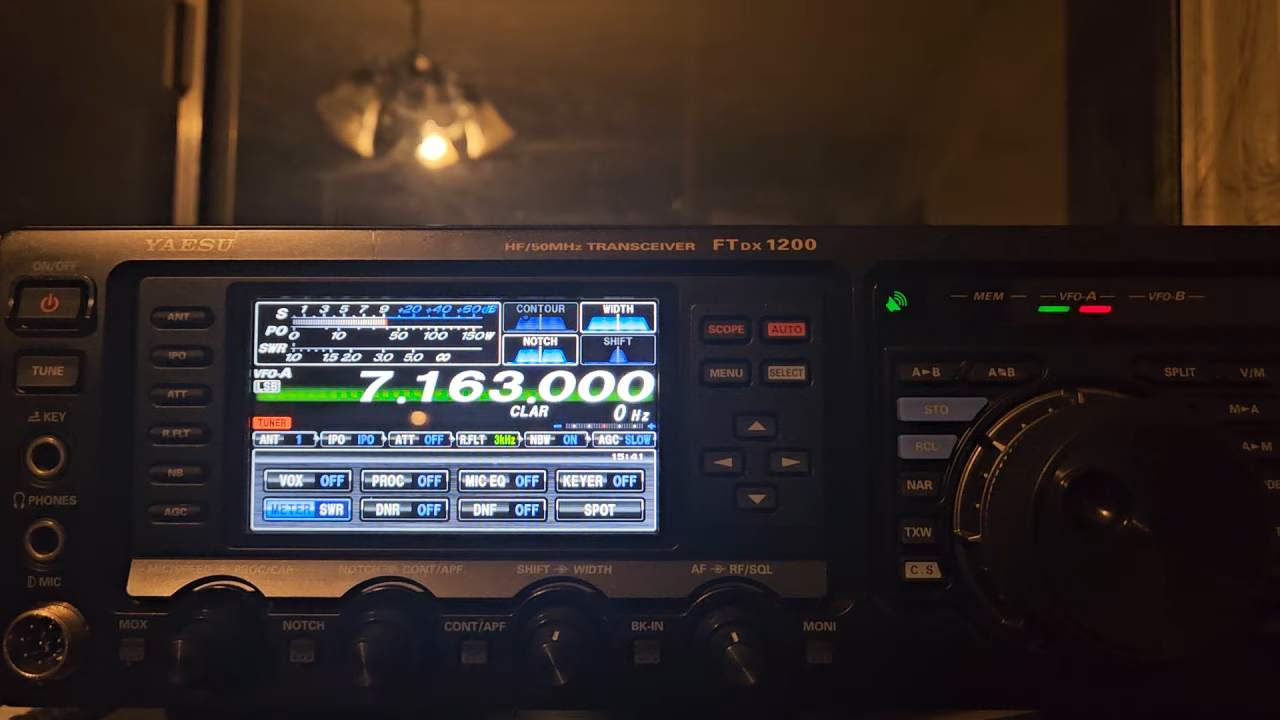 YAESU HF/50MHz TRANSCEIVER FTDX 1200
ON/OFF
TUNE
KEY
PHONES
MIC
ANT
IPO
ATT
R.FLT
NB
AGC
S 1 3 5 7 9 +20 +40 +60dB
PO 0 10 50 100 150W
SWR 1.0 1.5 2.0 3.0 5.0 ∞
CONTOUR WIDTH
NOTCH SHIFT
VFO-A
LSB
7.163.000
CLAR 0 Hz
TUNER
ANT 1 IPO IPO ATT OFF R.FLT 3kHz NBW ON AGC SLOW
15:41
VOX OFF PROC OFF MIC EQ OFF KEYER OFF
METER SWR DNR OFF DNF OFF SPOT
SCOPE AUTO
MENU SELECT
MIC/SPEED PROC/CAR NOTCH CONT/APF SHIFT WIDTH AF RF/SQL
MOX NOTCH CONT/APF BK-IN MONI
MEM VFO-A VFO-B
A►B A B SPLIT V/M
STO M►A
RCL A►M
NAR
TXW
C.S